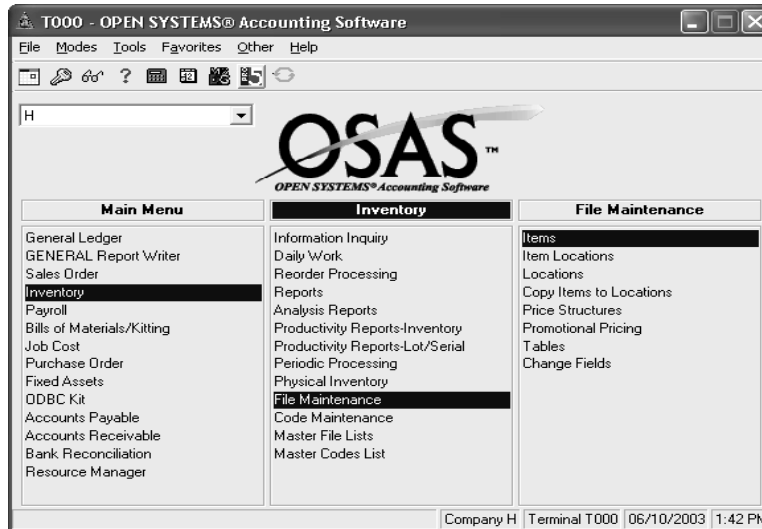 T000 - OPEN SYSTEMS® Accounting Software
File Modes Tools Favorites Other Help
H
OSAS™
OPEN SYSTEMS® Accounting Software
Main Menu
General Ledger
GENERAL Report Writer
Sales Order
Inventory
Payroll
Bills of Materials/Kitting
Job Cost
Purchase Order
Fixed Assets
ODBC Kit
Accounts Payable
Accounts Receivable
Bank Reconciliation
Resource Manager
Inventory
Information Inquiry
Daily Work
Reorder Processing
Reports
Analysis Reports
Productivity Reports-Inventory
Productivity Reports-Lot/Serial
Periodic Processing
Physical Inventory
File Maintenance
Code Maintenance
Master File Lists
Master Codes List
File Maintenance
Items
Item Locations
Locations
Copy Items to Locations
Price Structures
Promotional Pricing
Tables
Change Fields
Company H Terminal T000 06/10/2003 1:42 PM